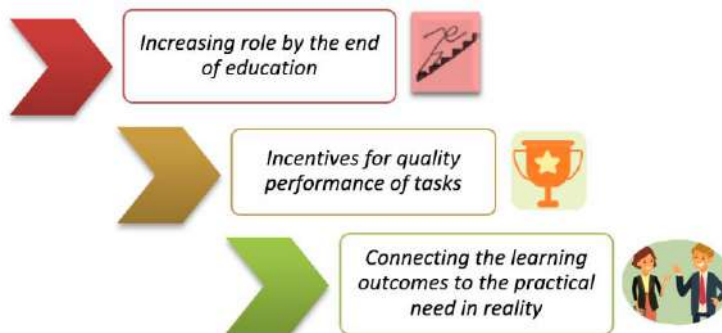 Increasing role by the end
of education
Incentives for quality
performance of tasks
Connecting the learning
outcomes to the practical
need in reality